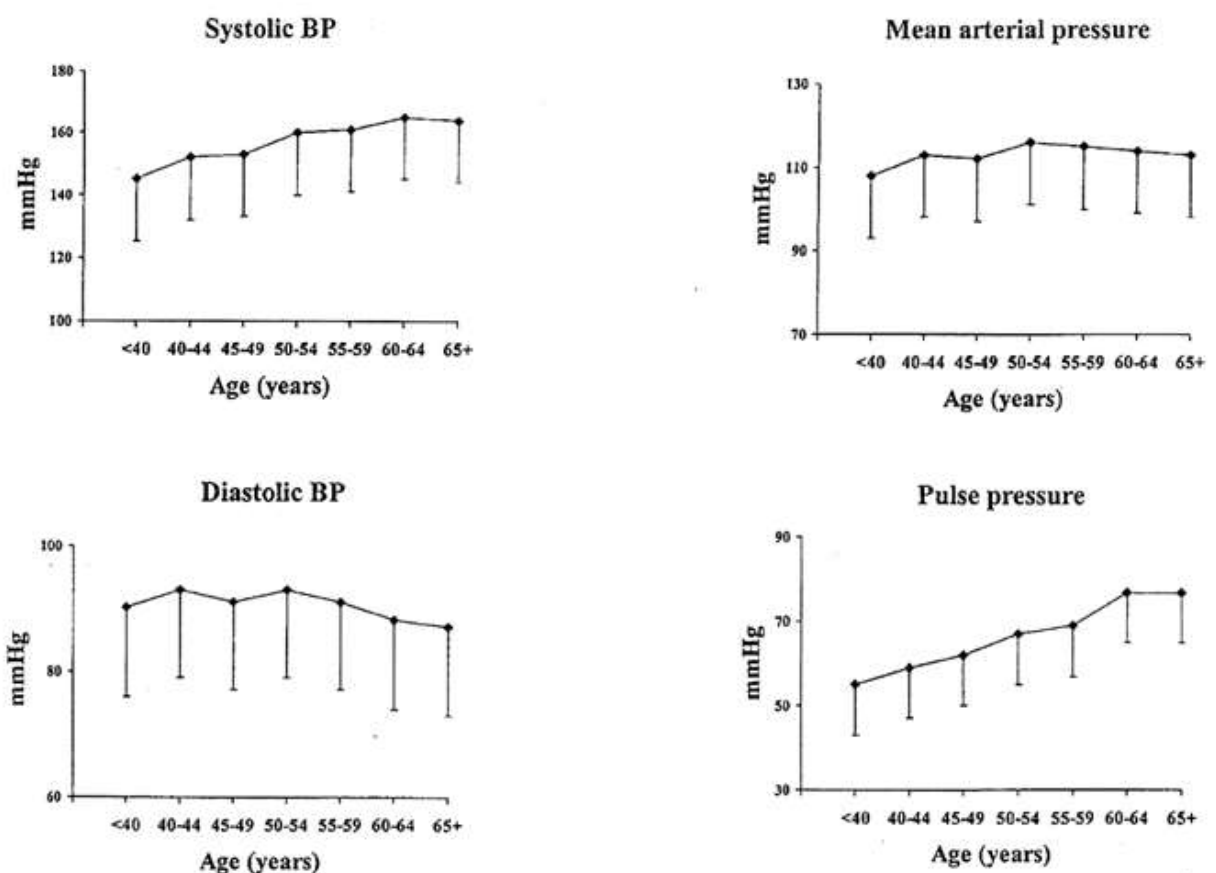 Systolic BP
mmHg
180
160
140
120
100
<40 40-44 45-49 50-54 55-59 60-64 65+
Age (years)
Mean arterial pressure
mmHg
130
110
90
70
<40 40-44 45-49 50-54 55-59 60-64 65+
Age (years)
Diastolic BP
mmHg
100
80
60
<40 40-44 45-49 50-54 55-59 60-64 65+
Age (years)
Pulse pressure
mmHg
90
70
50
30
<40 40-44 45-49 50-54 55-59 60-64 65+
Age (years)